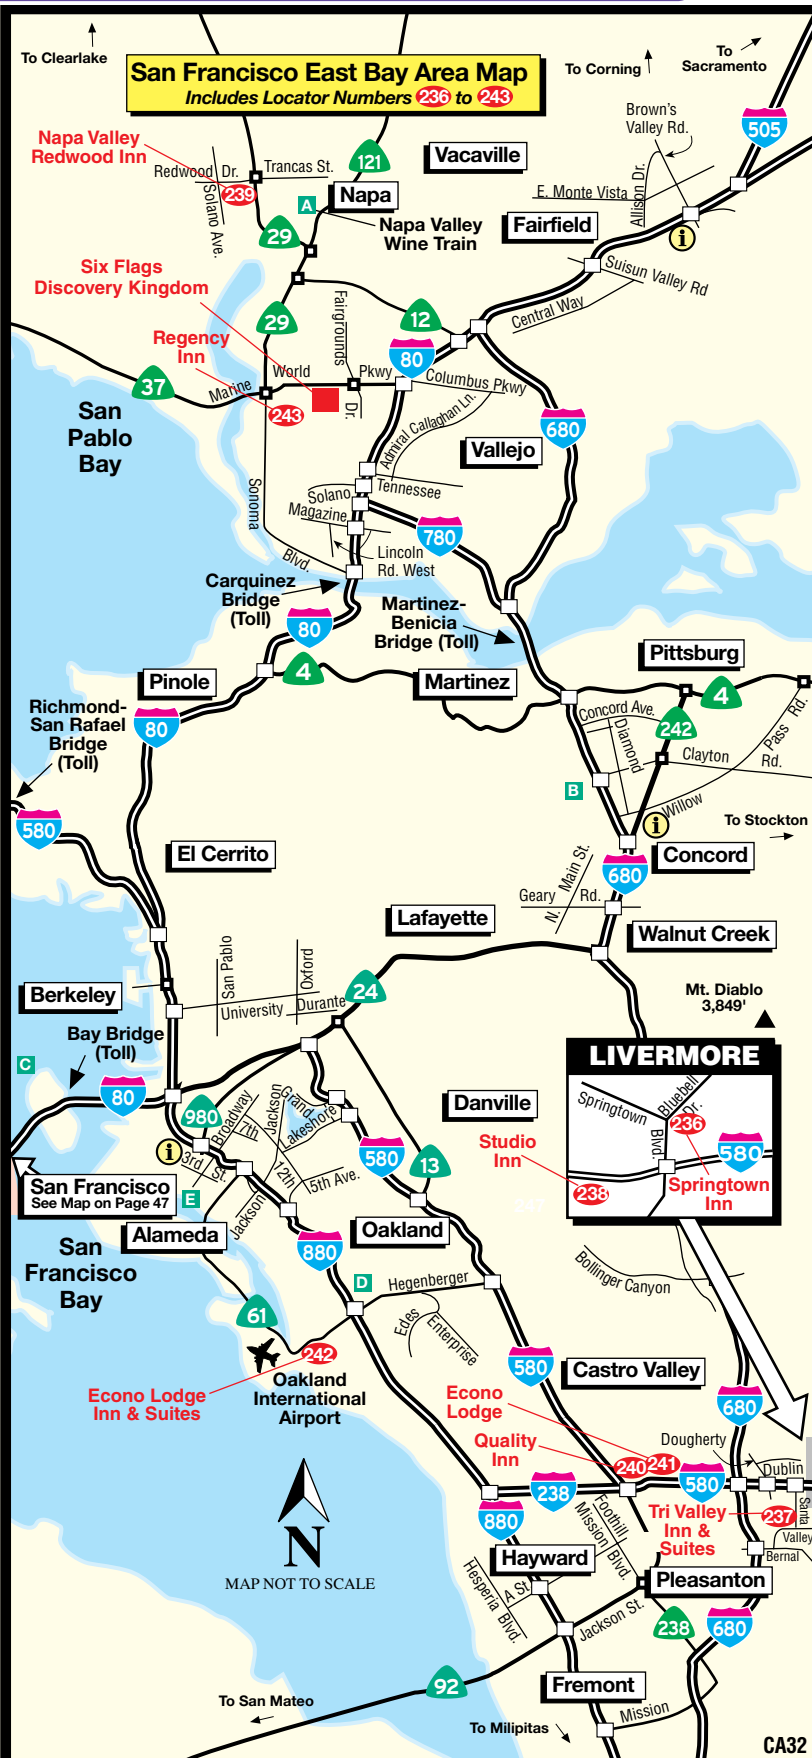 To Clearlake
San Francisco East Bay Area Map
Includes Locator Numbers 236 to 243
To Corning
To
Sacramento
505
Brown's
Valley Rd.
Napa Valley
Redwood Inn
121
Vacaville
Redwood Dr.
Trancas St.
239
Solano Ave.
A
Napa
E. Monte Vista
Allison Dr.
Napa Valley
Wine Train
Fairfield
i
29
Six Flags
Discovery Kingdom
Suisun Valley Rd
Central Way
29
Fairgrounds
Dr.
12
Regency
Inn
80
37
Marine
World
Pkwy
Columbus Pkwy
243
San
Pablo
Bay
Admiral Callaghan Ln.
680
Vallejo
Sonoma
Blvd.
Solano
Tennessee
Magazine
780
Lincoln
Rd. West
Carquinez
Bridge
(Toll)
Martinez-
Benicia
Bridge (Toll)
80
Pittsburg
4
Pinole
Martinez
4
Richmond-
San Rafael
Bridge
(Toll)
80
Concord Ave.
242
Diamond
Pass Rd.
Clayton
Rd.
B
Willow
580
i
To Stockton
El Cerrito
Concord
680
N. Main St.
Geary
Rd.
Lafayette
Walnut Creek
San Pablo
Oxford
24
Berkeley
University
Durante
Mt. Diablo
3,849'
Bay Bridge
(Toll)
C
80
LIVERMORE
Springtown
Blvd.
Bluebell
Dr.
236
580
Springtown
Inn
Studio
Inn
238
980
Broadway
7th
Jackson
Grand
Lakeshore
Danville
i
3rd St.
12th
5th Ave.
580
13
San Francisco
See Map on Page 47
E
Jackson
Alameda
Oakland
San
Francisco
Bay
880
Bollinger Canyon
D
Hegenberger
61
Edes
Enterprise
242
Oakland
International
Airport
Econo Lodge
Inn & Suites
580
Castro Valley
Econo
Lodge
680
Quality
Inn
240
241
Dougherty
Dublin
238
580
Tri Valley
Inn &
Suites
237
Santa
Valley
Bernal
N
MAP NOT TO SCALE
880
Foothill
Mission Blvd.
Hayward
Hesperia Blvd.
A St.
Pleasanton
Jackson St.
238
680
92
Fremont
Mission
To San Mateo
To Milipitas
CA32